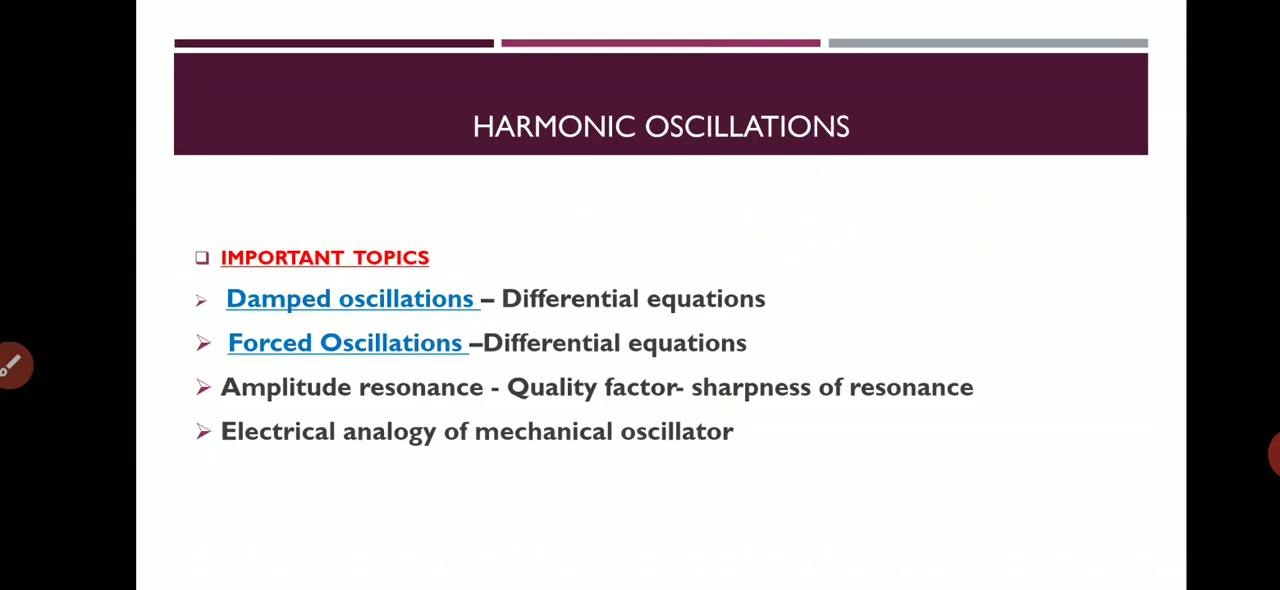 HARMONIC OSCILLATIONS
IMPORTANT TOPICS
Damped oscillations – Differential equations
Forced Oscillations –Differential equations
Amplitude resonance - Quality factor- sharpness of resonance
Electrical analogy of mechanical oscillator